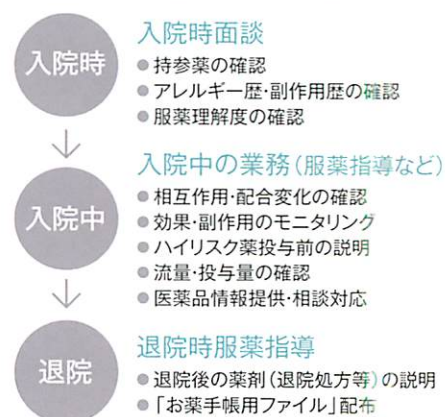 入院時
入院時面談
●持参薬の確認
●アレルギー歴・副作用歴の確認
●服薬理解度の確認
入院中
入院中の業務(服薬指導など)
●相互作用・配合変化の確認
●効果・副作用のモニタリング
●ハイリスク薬投与前の説明
●流量・投与量の確認
●医薬品情報提供・相談対応
退院
退院時服薬指導
●退院後の薬剤(退院処方等)の説明
●「お薬手帳用ファイル」配布